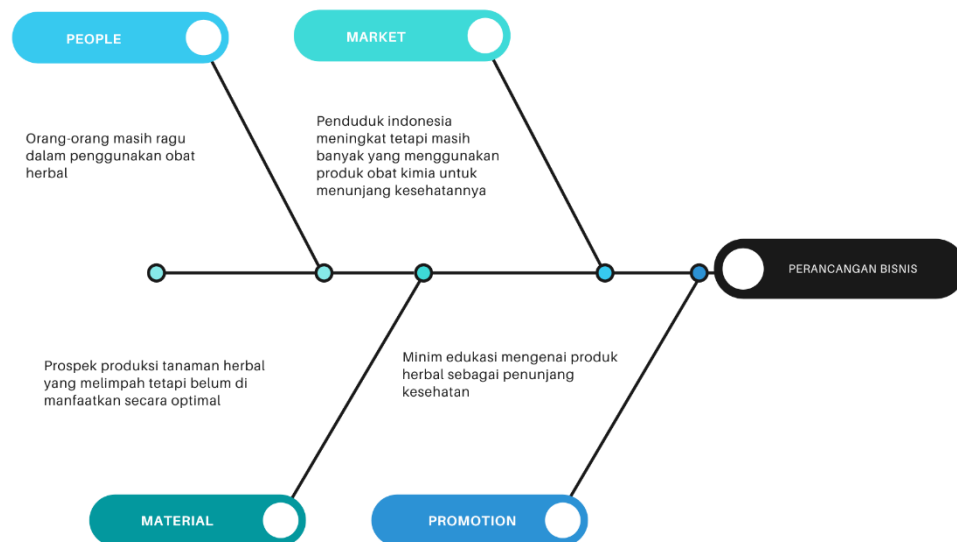 PEOPLE
MARKET
Orang-orang masih ragu
dalam penggunakan obat
herbal
Penduduk indonesia
meningkat tetapi masih
banyak yang menggunakan
produk obat kimia untuk
menunjang kesehatannya
PERANCANGAN BISNIS
Prospek produksi tanaman herbal
yang melimpah tetapi belum di
manfaatkan secara optimal
Minim edukasi mengenai produk
herbal sebagai penunjang
kesehatan
MATERIAL
PROMOTION